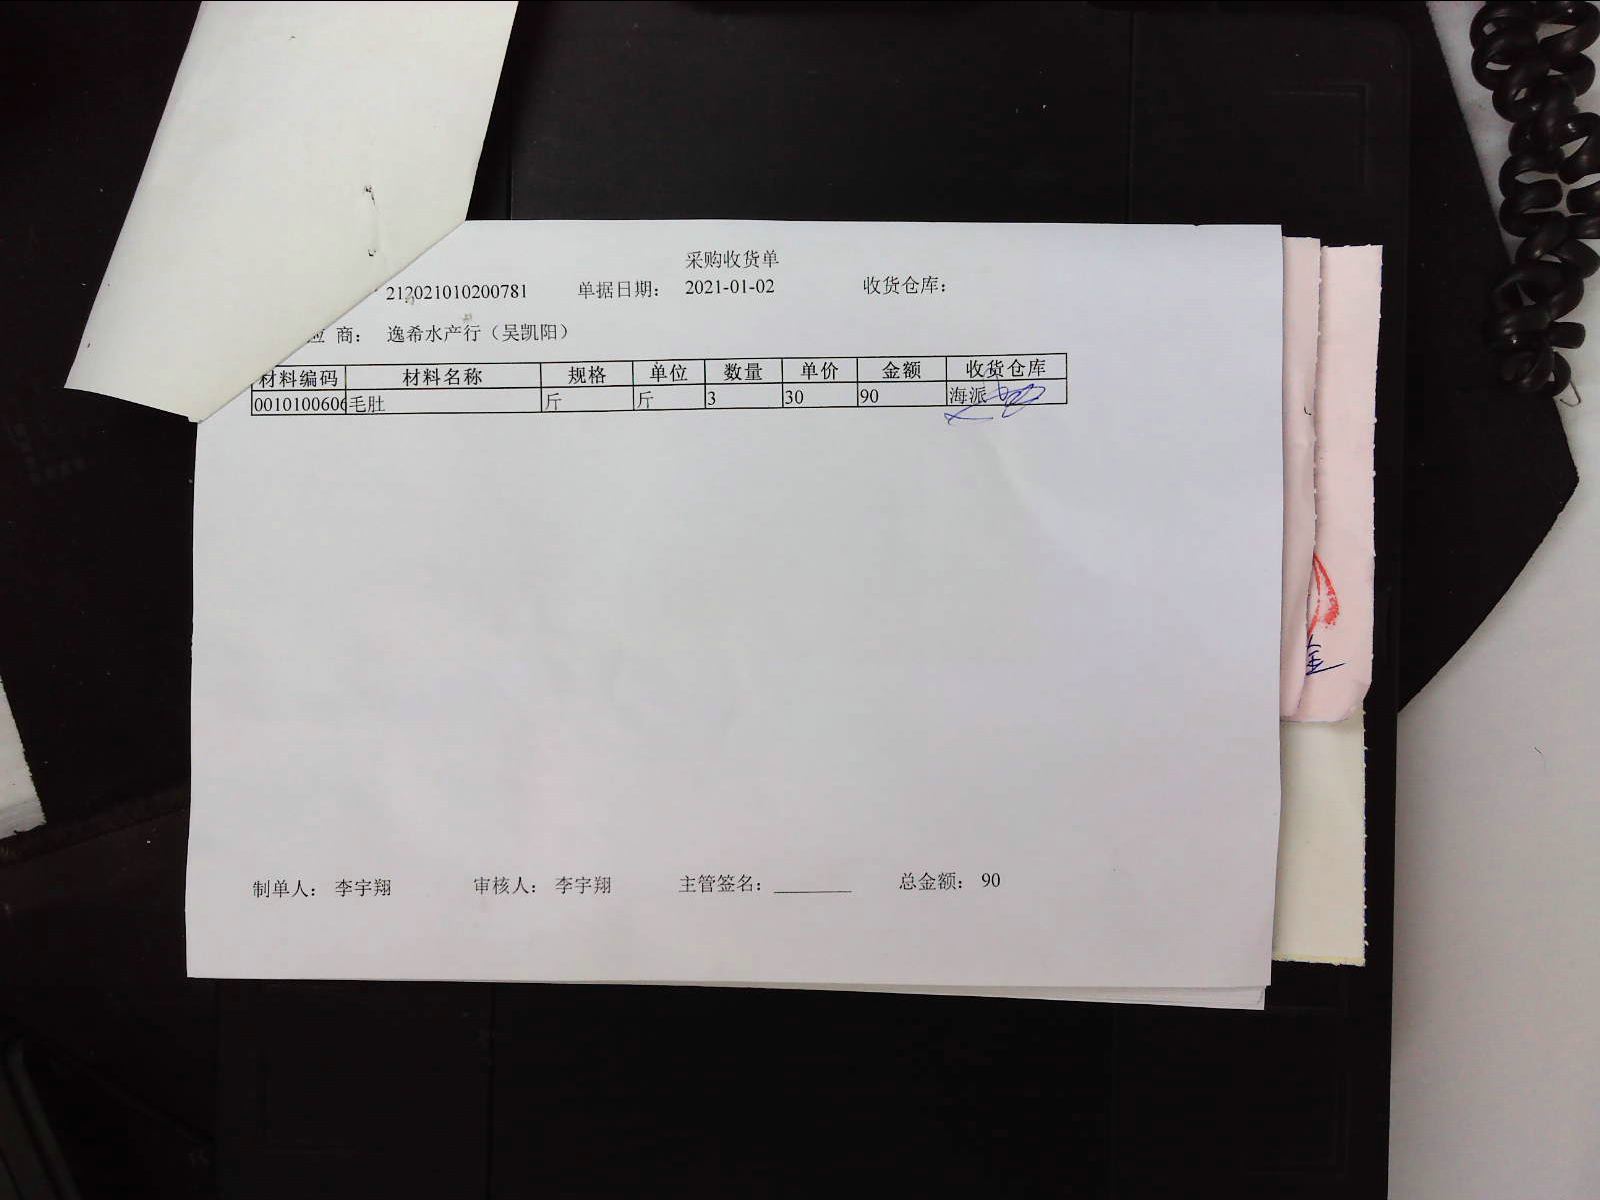 采购收货单
212021010200781 单据日期： 2021-01-02 收货仓库：
应 商： 逸希水产行（吴凯阳）
材料编码 材料名称 规格 单位 数量 单价 金额 收货仓库
0010100606 毛肚 斤 斤 3 30 90 海派
制单人： 李宇翔 审核人： 李宇翔 主管签名： ________ 总金额： 90